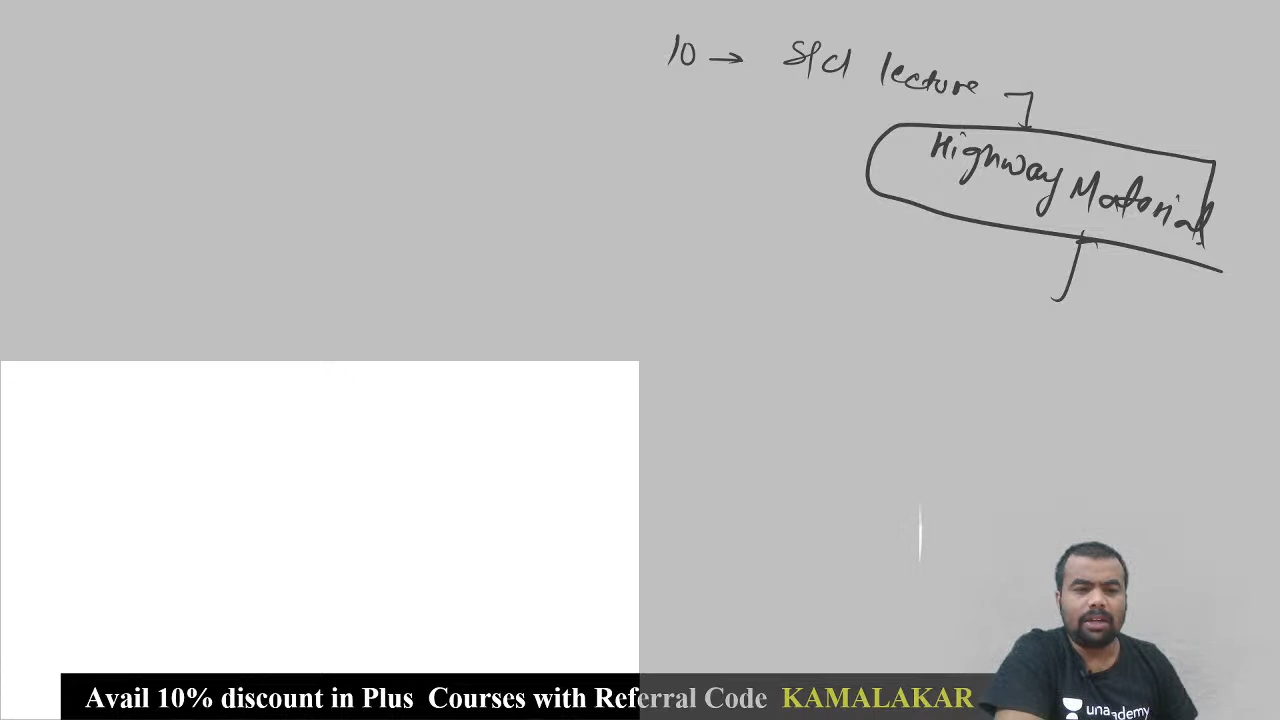 10 → Spcl lecture
Highway Material
unacademy
Avail 10% discount in Plus Courses with Referral Code KAMALAKAR